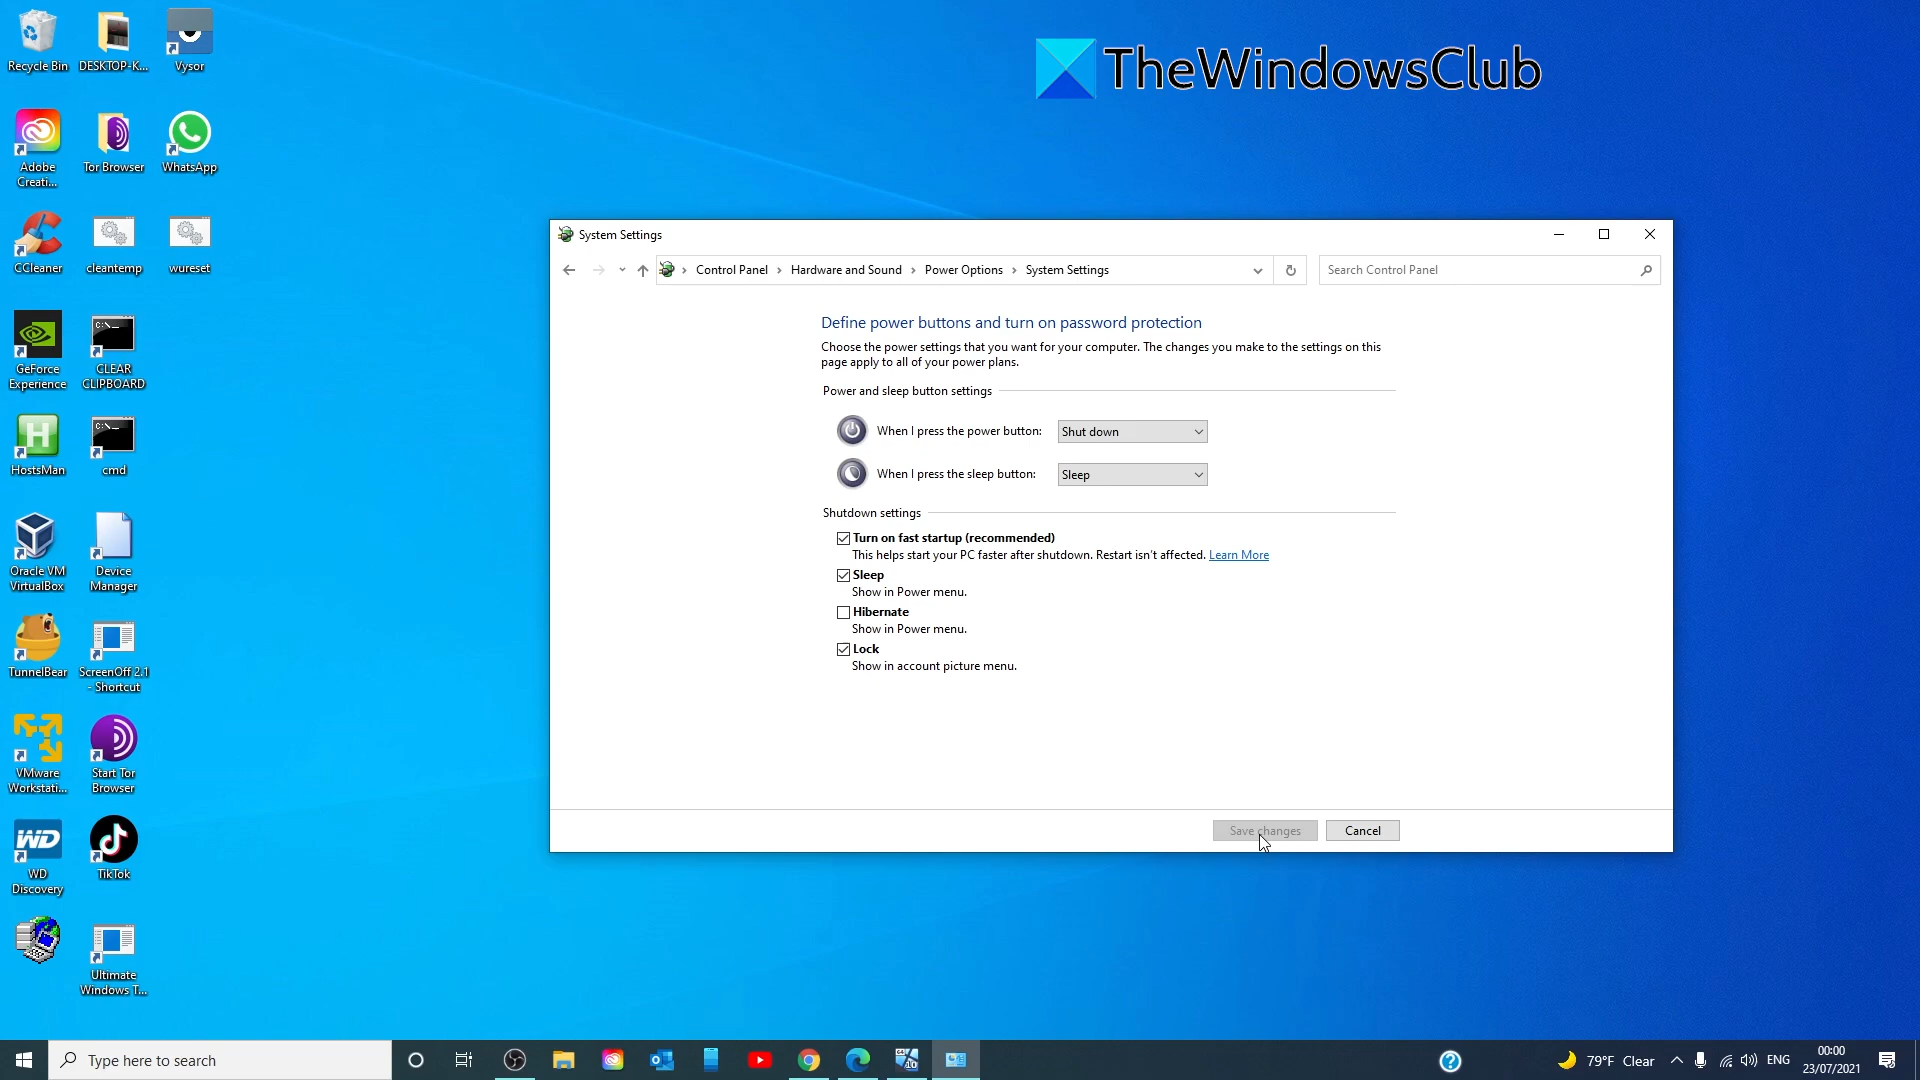 Recycle Bin
DESKTOP-K...
Vysor
TheWindowsClub
Adobe
Creati...
Tor Browser
WhatsApp
CCleaner
cleantemp
wureset
GeForce
Experience
C:\_
CLEAR
CLIPBOARD
H
HostsMan
C:\_
cmd
Oracle VM
VirtualBox
Device
Manager
TunnelBear
ScreenOff 2.1
- Shortcut
VMware
Workstati...
Start Tor
Browser
WD
WD
Discovery
TikTok
Ultimate
Windows T...
System Settings
Control Panel > Hardware and Sound > Power Options > System Settings
Search Control Panel
Define power buttons and turn on password protection
Choose the power settings that you want for your computer. The changes you make to the settings on this
page apply to all of your power plans.
Power and sleep button settings
When I press the power button: Shut down
When I press the sleep button: Sleep
Shutdown settings
Turn on fast startup (recommended)
This helps start your PC faster after shutdown. Restart isn't affected. Learn More
Sleep
Show in Power menu.
Hibernate
Show in Power menu.
Lock
Show in account picture menu.
Save changes
Cancel
Type here to search
79°F Clear
ENG
00:00
23/07/2021